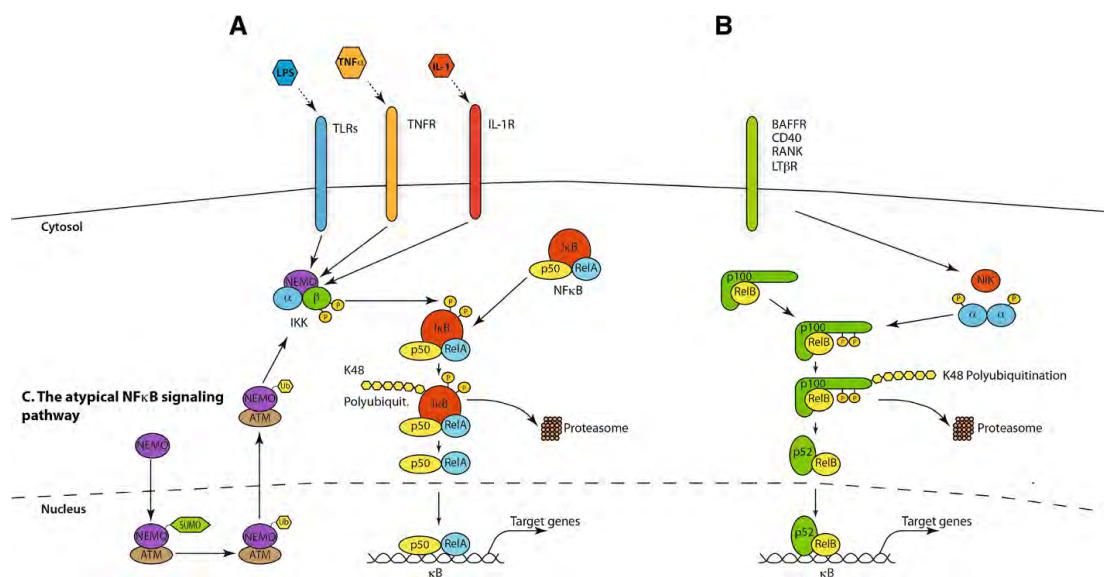 A
B
LPS
TNFα
IL-1
TLRs
TNFR
IL-1R
BAFFR
CD40
RANK
LTβR
Cytosol
NEMO
α
β
P
P
IKK
IκB
p50
RelA
NFκB
P
P
IκB
p50
RelA
K48
Polyubiquit.
P
P
IκB
p50
RelA
Proteasome
p50
RelA
p100
RelB
NIK
P
P
α
α
p100
RelB
P
P
p100
RelB
P
P
K48 Polyubiquitination
Proteasome
p52
RelB
C. The atypical NFκB signaling
pathway
NEMO
Ub
NEMO
ATM
Nucleus
SUMO
NEMO
ATM
Ub
NEMO
ATM
p50
RelA
Target genes
κB
p52
RelB
Target genes
κB